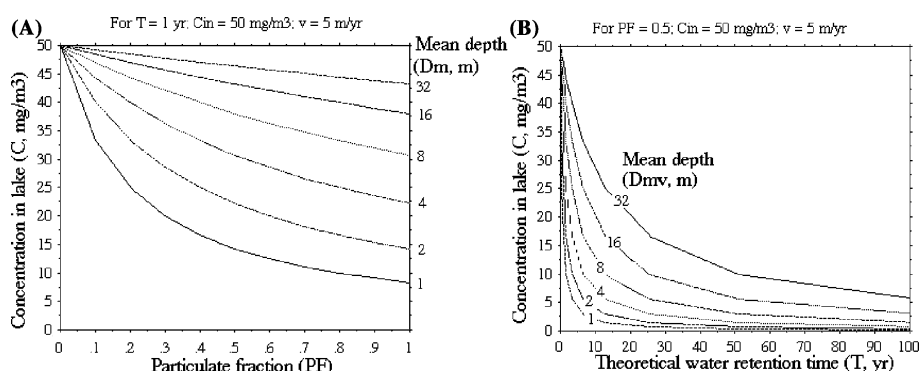 (A)
For T = 1 yr; Cin = 50 mg/m3; v = 5 m/yr
Concentration in lake (C, mg/m3)
50
45
40
35
30
25
20
15
10
5
0
Mean depth
(Dm, m)
32
16
8
4
2
1
0 .1 .2 .3 .4 .5 .6 .7 .8 .9 1
Particulate fraction (PF)
(B)
For PF = 0.5; Cin = 50 mg/m3; v = 5 m/yr
Concentration in lake (C, mg/m3)
50
45
40
35
30
25
20
15
10
5
0
Mean depth
(Dmv, m)
32
16
8
4
2
1
0 10 20 30 40 50 60 70 80 90 100
Theoretical water retention time (T, yr)